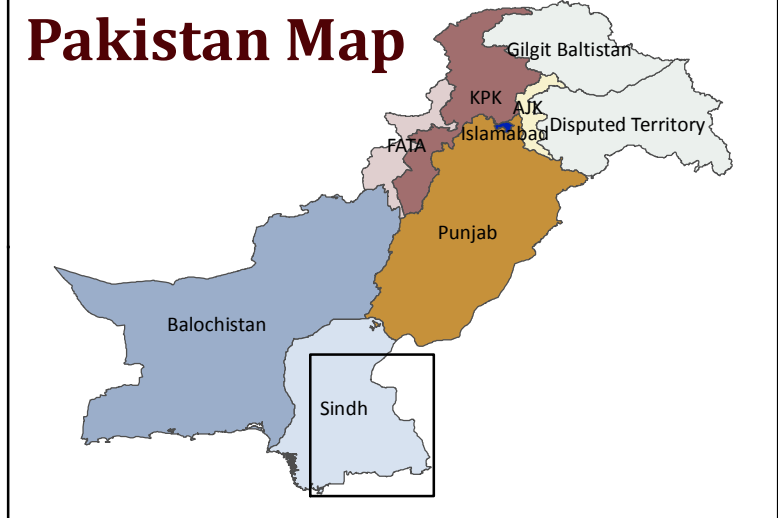 Pakistan Map
Gilgit Baltistan
KPK
AJK
Disputed Territory
Islamabad
FATA
Punjab
Balochistan
Sindh